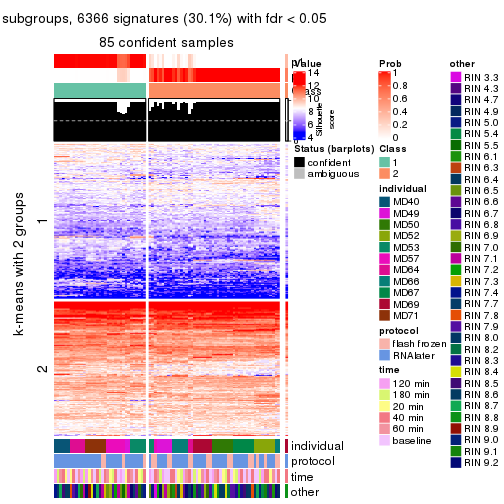 subgroups, 6366 signatures (30.1%) with fdr < 0.05
85 confident samples
k-means with 2 groups
1
2
Silhouette
score
individual
protocol
time
other
Value
14
12
10
8
6
4
Status (barplots)
confident
ambiguous
Prob
1
0.8
0.6
0.4
0.2
0
Class
1
2
individual
MD40
MD49
MD50
MD52
MD53
MD57
MD64
MD66
MD67
MD69
MD71
protocol
flash frozen
RNAlater
time
120 min
180 min
20 min
40 min
60 min
baseline
other
RIN 3.3
RIN 4.3
RIN 4.7
RIN 4.9
RIN 5.0
RIN 5.4
RIN 5.5
RIN 6.1
RIN 6.3
RIN 6.4
RIN 6.5
RIN 6.6
RIN 6.7
RIN 6.8
RIN 6.9
RIN 7.0
RIN 7.1
RIN 7.2
RIN 7.3
RIN 7.4
RIN 7.7
RIN 7.8
RIN 7.9
RIN 8.0
RIN 8.2
RIN 8.3
RIN 8.4
RIN 8.5
RIN 8.6
RIN 8.7
RIN 8.8
RIN 8.9
RIN 9.0
RIN 9.1
RIN 9.2